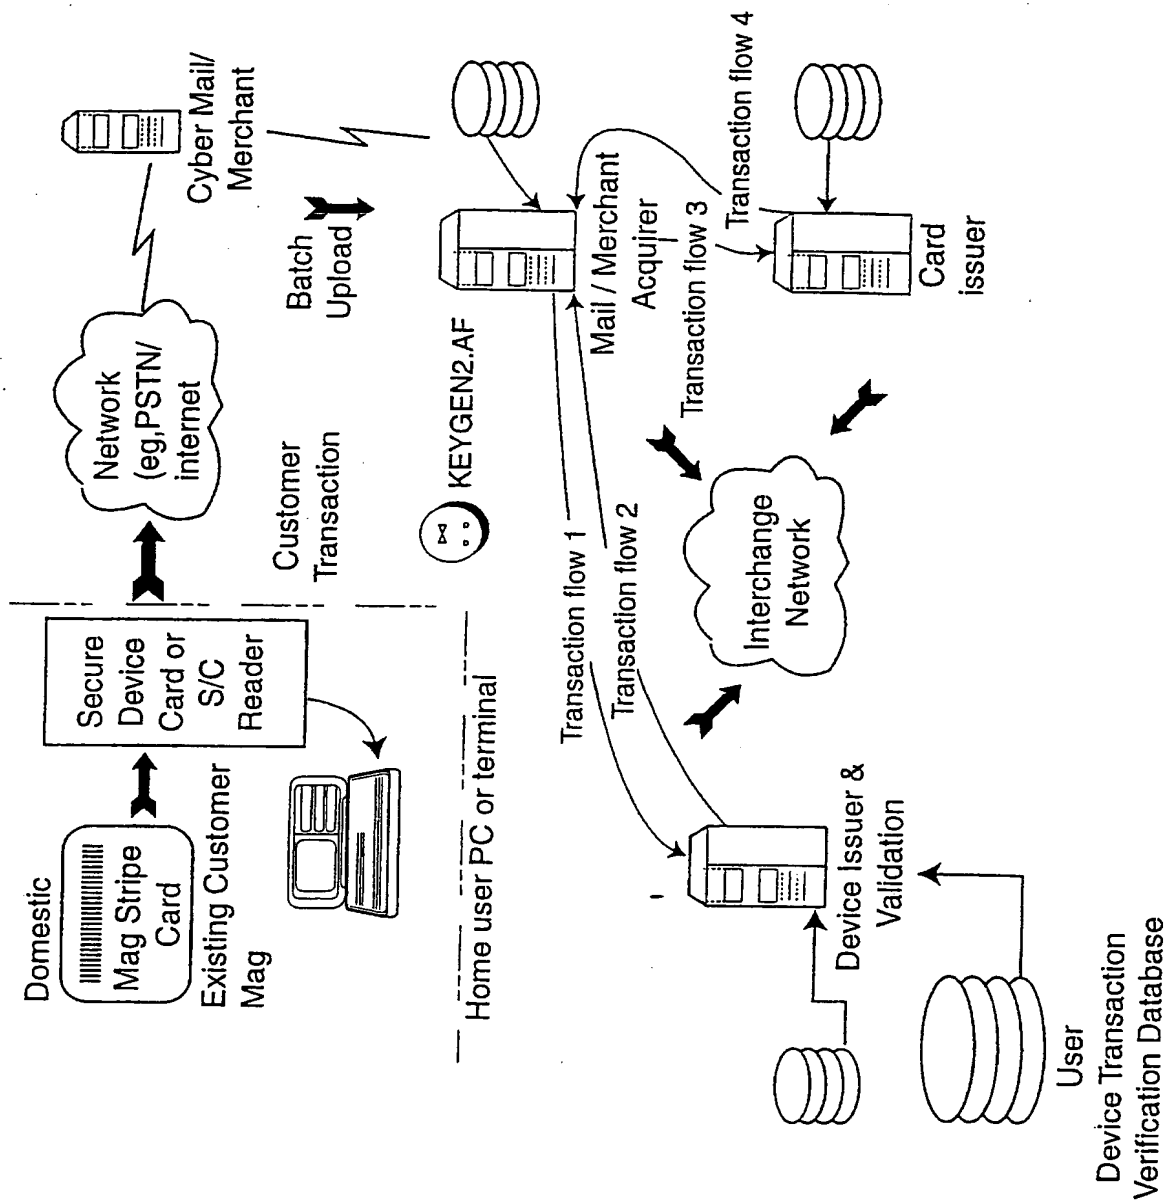 Domestic
Mag Stripe
Card
Existing Customer
Mag
Secure
Device
Card or
S/C
Reader
Network
(eg,PSTN/
internet
Cyber Mail/
Merchant
Customer
Transaction
Batch
Upload
Home user PC or terminal
KEYGEN2.AF
Mail / Merchant
Acquirer
Transaction flow 1
Transaction flow 2
Transaction flow 3
Transaction flow 4
Interchange
Network
Card
issuer
Device Issuer &
Validation
User
Device Transaction
Verification Database